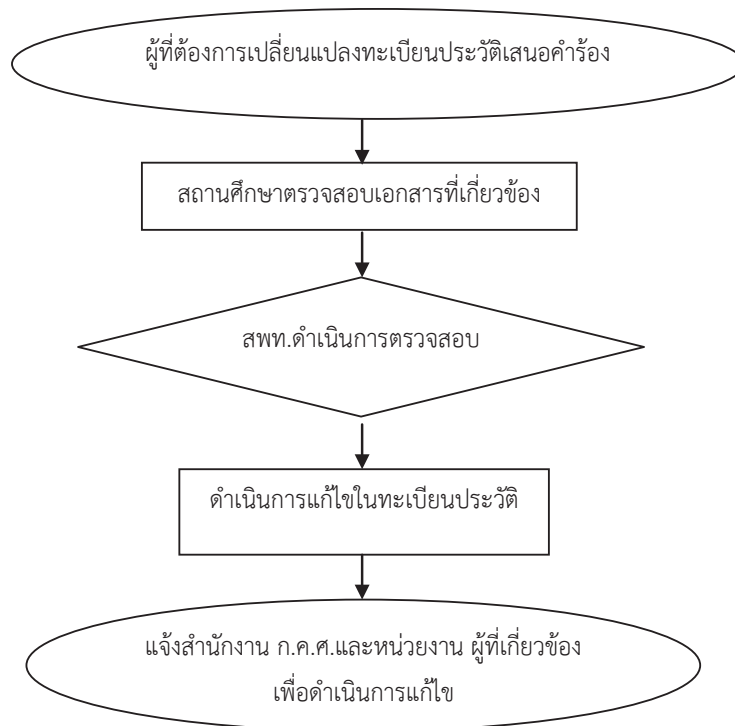 ผู้ที่ต้องการเปลี่ยนแปลงทะเบียนประวัติเสนอคำร้อง
สถานศึกษาตรวจสอบเอกสารที่เกี่ยวข้อง
สพท.ดำเนินการตรวจสอบ
ดำเนินการแก้ไขในทะเบียนประวัติ
แจ้งสำนักงาน ก.ค.ศ.และหน่วยงาน ผู้ที่เกี่ยวข้อง
เพื่อดำเนินการแก้ไข